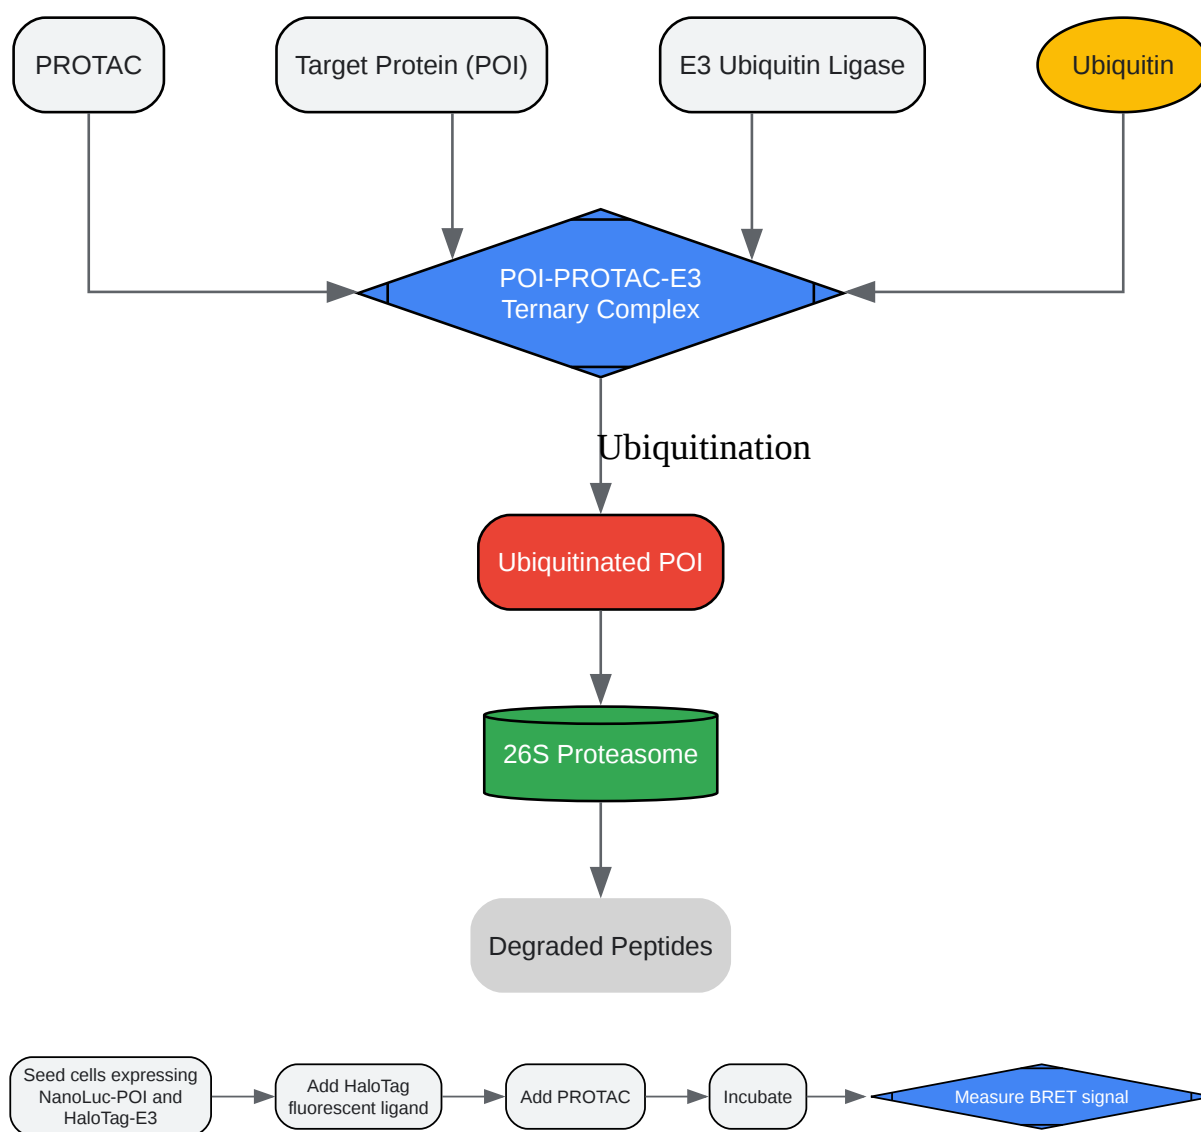 PROTAC
Target Protein (POI)
E3 Ubiquitin Ligase
Ubiquitin
POI-PROTAC-E3
Ternary Complex
Ubiquitination
Ubiquitinated POI
26S Proteasome
Degraded Peptides
Seed cells expressing
NanoLuc-POI and
HaloTag-E3
Add HaloTag
fluorescent ligand
Add PROTAC
Incubate
Measure BRET signal